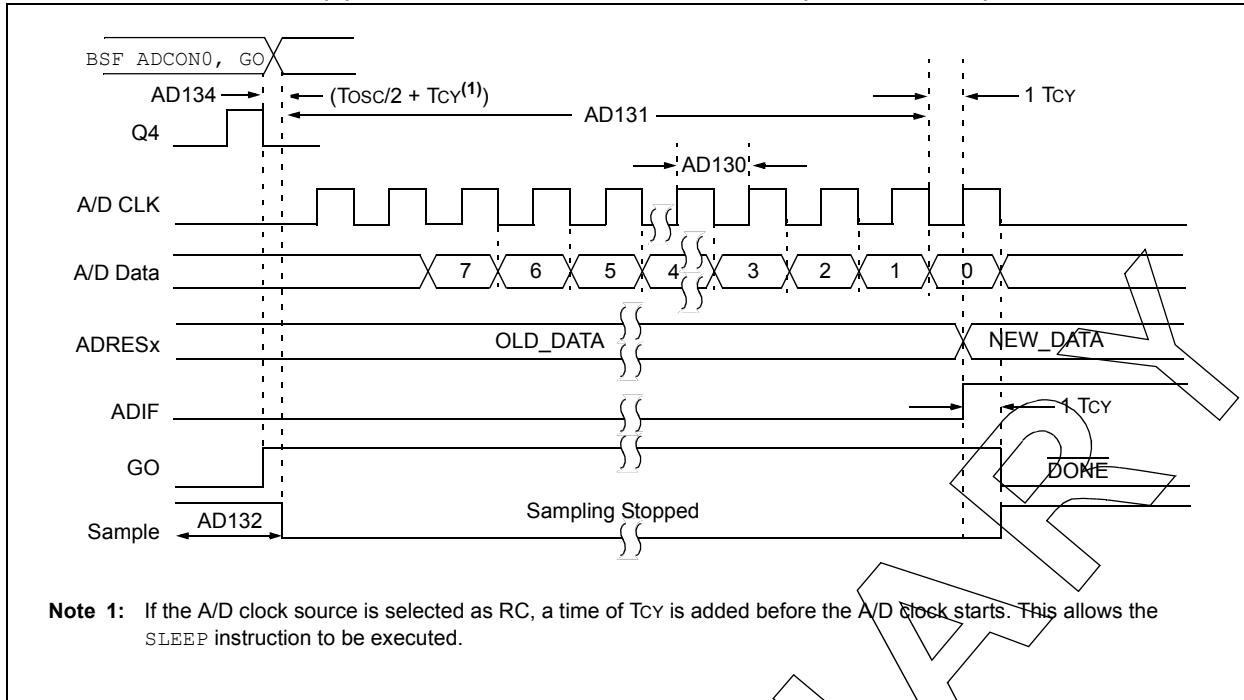 BSF ADCON0, GO
AD134
(TOSC/2 + TCY(1))
1 TCY
AD131
Q4
AD130
A/D CLK
A/D Data
7 6 5 4 3 2 1 0
ADRESx
OLD_DATA
NEW_DATA
ADIF
1 TCY
GO
DONE
Sample
AD132
Sampling Stopped
Note 1: If the A/D clock source is selected as RC, a time of TCY is added before the A/D clock starts. This allows the
SLEEP instruction to be executed.